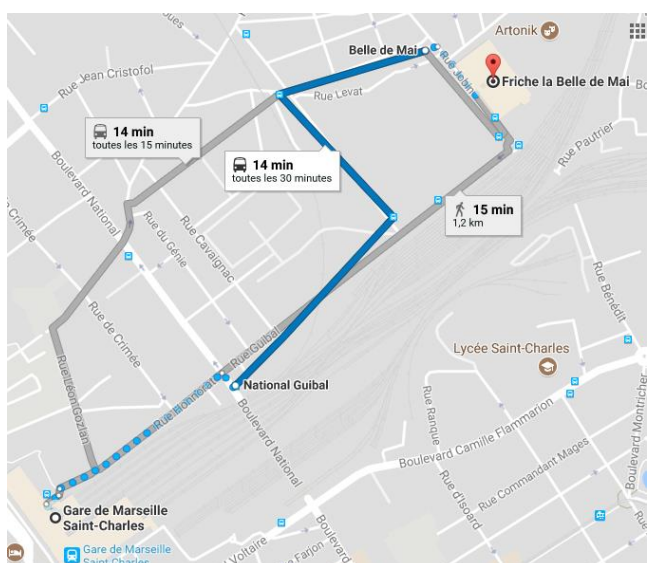 Artonik
Belle de Mai
Rue Jobin
Friche la Belle de Mai
Rue Jean Cristofol
Rue Levat
14 min
toutes les 15 minutes
14 min
toutes les 30 minutes
Rue Pautrier
15 min
1,2 km
Boulevard National
Rue du Génie
Rue Cavaignac
Crimée
Rue de Crimée
Rue Bénédit
Rue Guibal
Lycée Saint-Charles
Rue Léon Gozlan
Rue Honnorat
National Guibal
Boulevard National
Rue Ranque
Boulevard Camille Flammarion
Boulevard Montricher
Rue d'Isoard
Rue Commandant Mages
Gare de Marseille
Saint-Charles
Voltaire
Rue Farjon
Boulevard
Gare de Marseille
Saint Charles